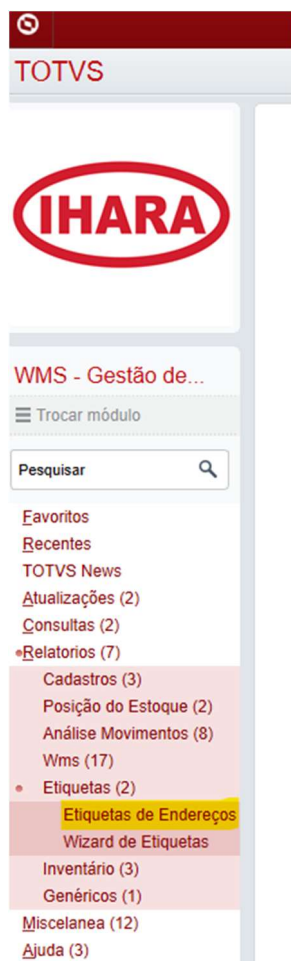 TOTVS
IHARA
WMS - Gestão de...
Trocar módulo
Pesquisar
Favoritos
Recentes
TOTVS News
Atualizações (2)
Consultas (2)
Relatorios (7)
Cadastros (3)
Posição do Estoque (2)
Análise Movimentos (8)
Wms (17)
Etiquetas (2)
Etiquetas de Endereços
Wizard de Etiquetas
Inventário (3)
Genéricos (1)
Miscelanea (12)
Ajuda (3)